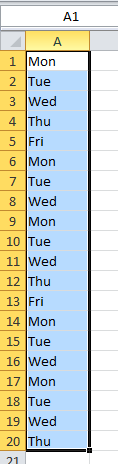 A1
A
1 Mon
2 Tue
3 Wed
4 Thu
5 Fri
6 Mon
7 Tue
8 Wed
9 Mon
10 Tue
11 Wed
12 Thu
13 Fri
14 Mon
15 Tue
16 Wed
17 Mon
18 Tue
19 Wed
20 Thu
21